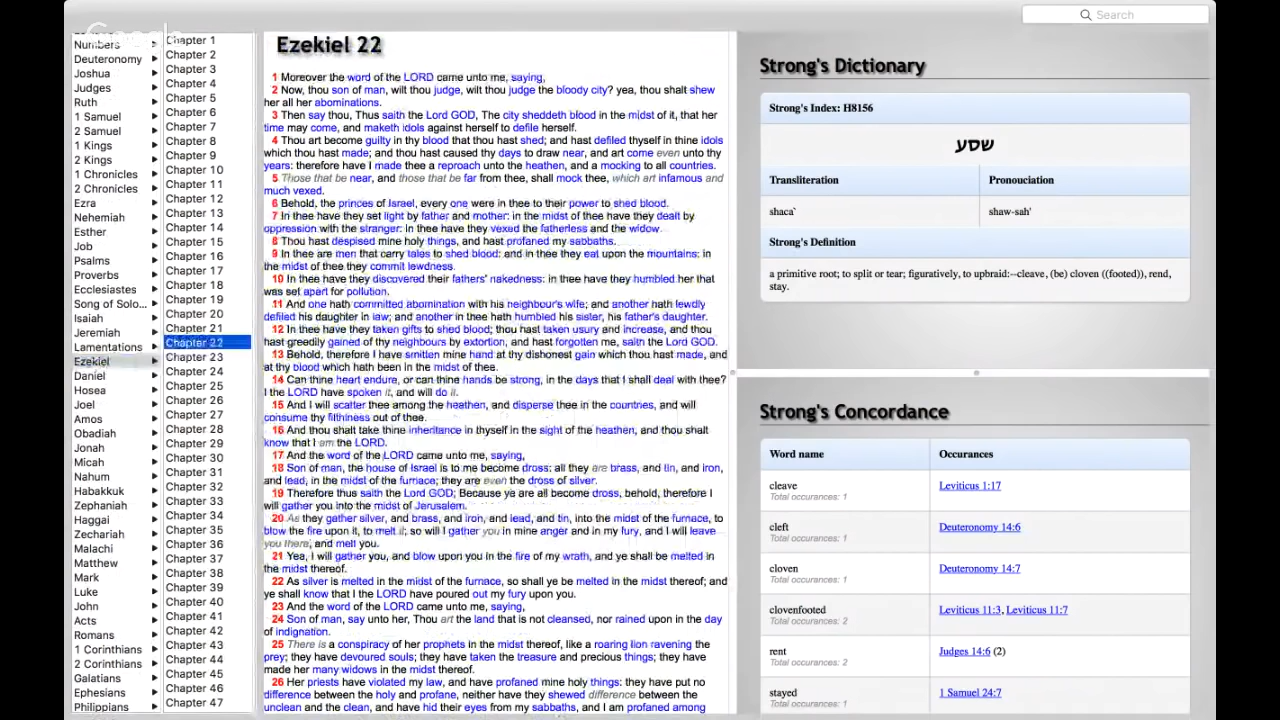 Search
Numbers
Deuteronomy
Joshua
Judges
Ruth
1 Samuel
2 Samuel
1 Kings
2 Kings
1 Chronicles
2 Chronicles
Ezra
Nehemiah
Esther
Job
Psalms
Proverbs
Ecclesiastes
Song of Solo...
Isaiah
Jeremiah
Lamentations
Ezekiel
Daniel
Hosea
Joel
Amos
Obadiah
Jonah
Micah
Nahum
Habakkuk
Zephaniah
Haggai
Zechariah
Malachi
Matthew
Mark
Luke
John
Acts
Romans
1 Corinthians
2 Corinthians
Galatians
Ephesians
Philippians
Chapter 1
Chapter 2
Chapter 3
Chapter 4
Chapter 5
Chapter 6
Chapter 7
Chapter 8
Chapter 9
Chapter 10
Chapter 11
Chapter 12
Chapter 13
Chapter 14
Chapter 15
Chapter 16
Chapter 17
Chapter 18
Chapter 19
Chapter 20
Chapter 21
Chapter 22
Chapter 23
Chapter 24
Chapter 25
Chapter 26
Chapter 27
Chapter 28
Chapter 29
Chapter 30
Chapter 31
Chapter 32
Chapter 33
Chapter 34
Chapter 35
Chapter 36
Chapter 37
Chapter 38
Chapter 39
Chapter 40
Chapter 41
Chapter 42
Chapter 43
Chapter 44
Chapter 45
Chapter 46
Chapter 47
Ezekiel 22
1 Moreover the word of the LORD came unto me, saying,
2 Now, thou son of man, wilt thou judge, wilt thou judge the bloody city? yea, thou shalt shew
her all her abominations.
3 Then say thou, Thus saith the Lord GOD, The city sheddeth blood in the midst of it, that her
time may come, and maketh idols against herself to defile herself.
4 Thou art become guilty in thy blood that thou hast shed; and hast defiled thyself in thine idols
which thou hast made; and thou hast caused thy days to draw near, and art come even unto thy
years: therefore have I made thee a reproach unto the heathen, and a mocking to all countries.
5 Those that be near, and those that be far from thee, shall mock thee, which art infamous and
much vexed.
6 Behold, the princes of Israel, every one were in thee to their power to shed blood.
7 In thee have they set light by father and mother: in the midst of thee have they dealt by
oppression with the stranger: in thee have they vexed the fatherless and the widow.
8 Thou hast despised mine holy things, and hast profaned my sabbaths.
9 In thee are men that carry tales to shed blood: and in thee they eat upon the mountains: in
the midst of thee they commit lewdness.
10 In thee have they discovered their fathers' nakedness: in thee have they humbled her that
was set apart for pollution.
11 And one hath committed abomination with his neighbour's wife; and another hath lewdly
defiled his daughter in law; and another in thee hath humbled his sister, his father's daughter.
12 In thee have they taken gifts to shed blood; thou hast taken usury and increase, and thou
hast greedily gained of thy neighbours by extortion, and hast forgotten me, saith the Lord GOD.
13 Behold, therefore I have smitten mine hand at thy dishonest gain which thou hast made, and
at thy blood which hath been in the midst of thee.
14 Can thine heart endure, or can thine hands be strong, in the days that I shall deal with thee?
I the LORD have spoken it, and will do it.
15 And I will scatter thee among the heathen, and disperse thee in the countries, and will
consume thy filthiness out of thee.
16 And thou shalt take thine inheritance in thyself in the sight of the heathen, and thou shalt
know that I am the LORD.
17 And the word of the LORD came unto me, saying,
18 Son of man, the house of Israel is to me become dross: all they are brass, and tin, and iron,
and lead, in the midst of the furnace; they are even the dross of silver.
19 Therefore thus saith the Lord GOD; Because ye are all become dross, behold, therefore I
will gather you into the midst of Jerusalem.
20 As they gather silver, and brass, and iron, and lead, and tin, into the midst of the furnace, to
blow the fire upon it, to melt it; so will I gather you in mine anger and in my fury, and I will leave
you there, and melt you.
21 Yea, I will gather you, and blow upon you in the fire of my wrath, and ye shall be melted in
the midst thereof.
22 As silver is melted in the midst of the furnace, so shall ye be melted in the midst thereof; and
ye shall know that I the LORD have poured out my fury upon you.
23 And the word of the LORD came unto me, saying,
24 Son of man, say unto her, Thou art the land that is not cleansed, nor rained upon in the day
of indignation.
25 There is a conspiracy of her prophets in the midst thereof, like a roaring lion ravening the
prey; they have devoured souls; they have taken the treasure and precious things; they have
made her many widows in the midst thereof.
26 Her priests have violated my law, and have profaned mine holy things: they have put no
difference between the holy and profane, neither have they shewed difference between the
unclean and the clean, and have hid their eyes from my sabbaths, and I am profaned among
Strong's Dictionary
Strong's Index: H8156
שסע
Transliteration Pronouciation
shaca` shaw-sah'
Strong's Definition
a primitive root; to split or tear; figuratively, to upbraid:--cleave, (be) cloven ((footed)), rend,
stay.
Strong's Concordance
Word name Occurances
cleave Leviticus 1:17
Total occurances: 1
cleft Deuteronomy 14:6
Total occurances: 1
cloven Deuteronomy 14:7
Total occurances: 1
clovenfooted Leviticus 11:3, Leviticus 11:7
Total occurances: 2
rent Judges 14:6 (2)
Total occurances: 2
stayed 1 Samuel 24:7
Total occurances: 1